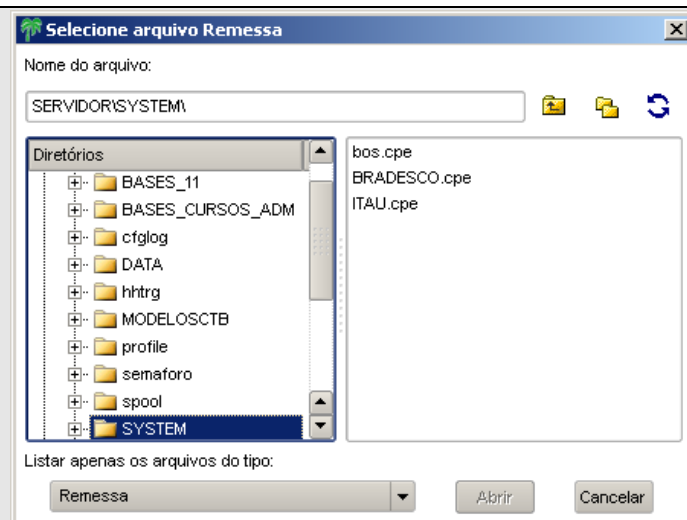 Selecione arquivo Remessa
Nome do arquivo:
SERVIDOR\SYSTEM\
Diretórios
BASES_11
BASES_CURSOS_ADM
cfglog
DATA
hhtrg
MODELOSCTB
profile
semaforo
spool
SYSTEM
bos.cpe
BRADESCO.cpe
ITAU.cpe
Listar apenas os arquivos do tipo:
Remessa
Abrir
Cancelar